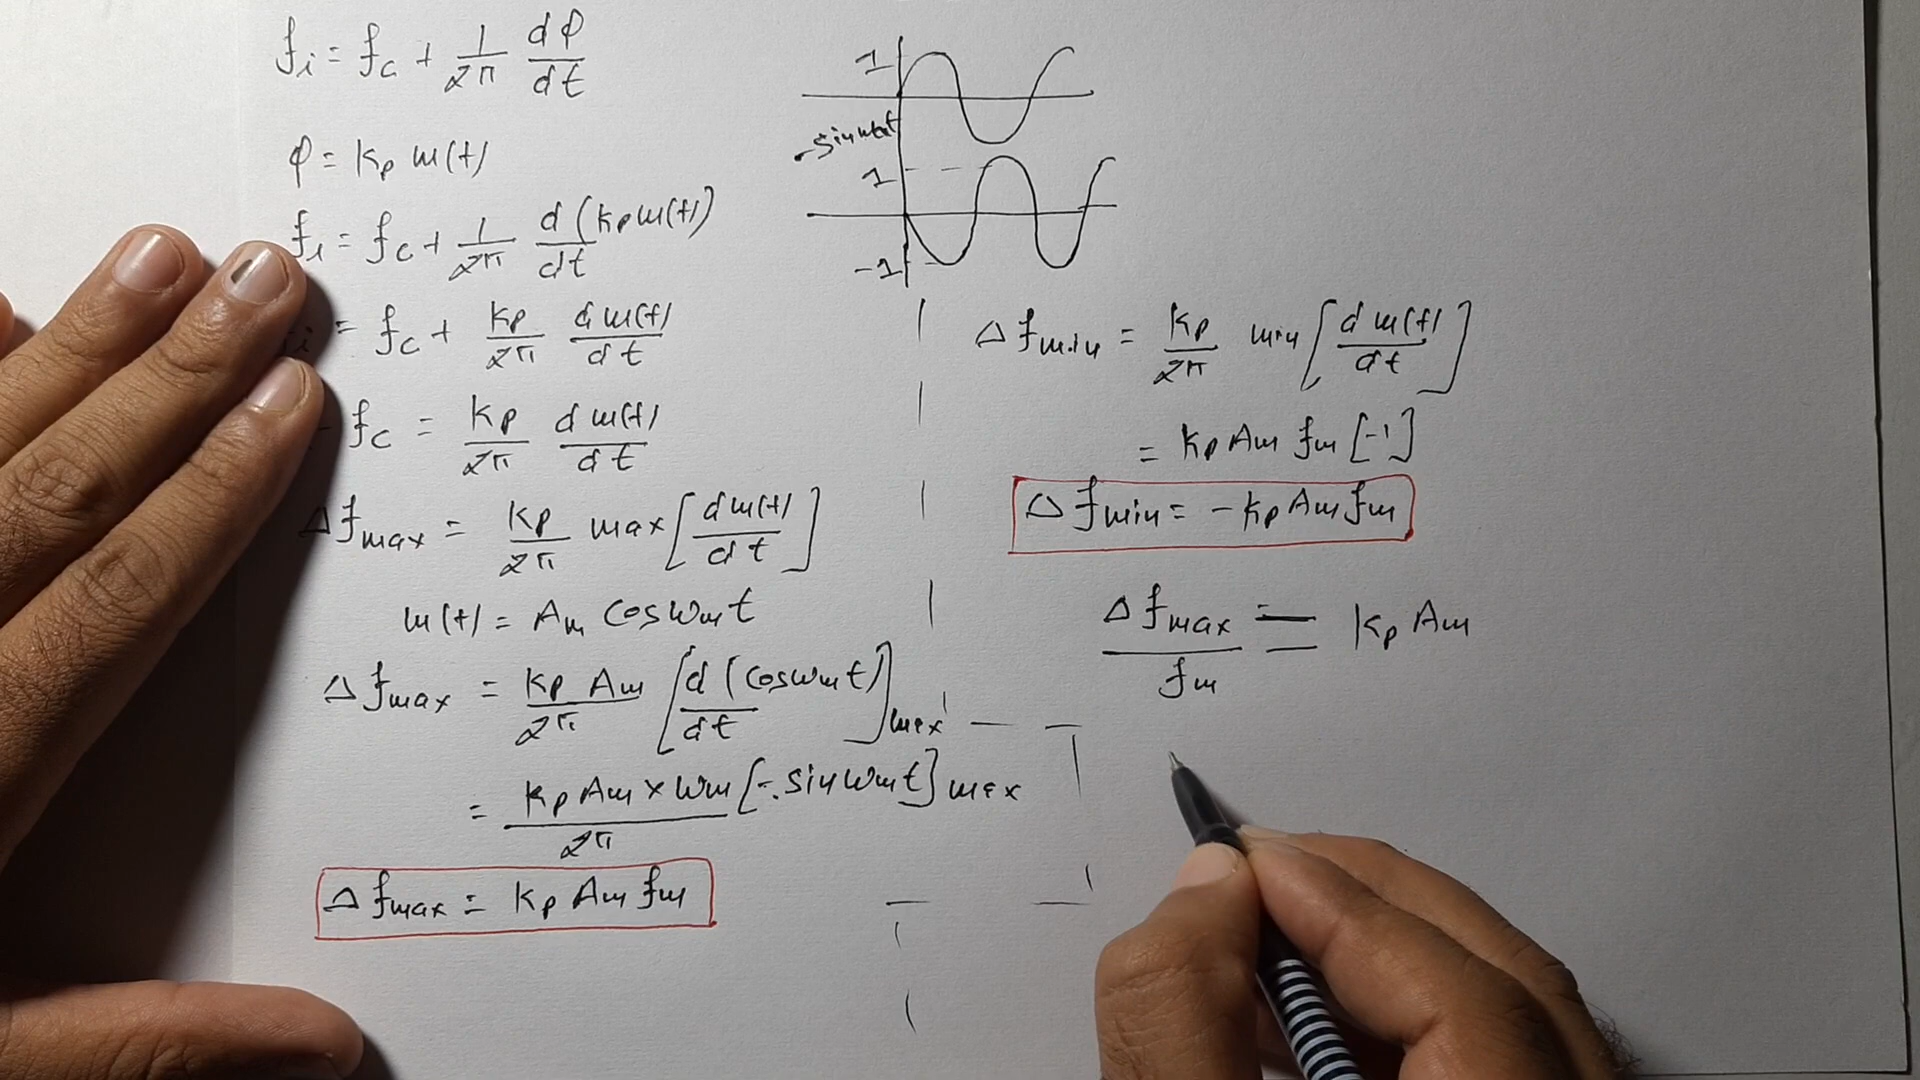 fi = fc + 1/2π dφ/dt
φ = kp m(t)
fi = fc + 1/2π d(kp m(t))/dt
i = fc + kp/2π dm(t)/dt
- fc = kp/2π dm(t)/dt
Δfmax = kp/2π max[dm(t)/dt]
m(t) = Am cosωmt
Δfmax = kp Am/2π [d(cosωmt)/dt]max
= kp Am × ωm/2π [-sinωmt]max
Δfmax = kp Am fm
1
-sinωmt
1
-1
Δfmin = kp/2π min[dm(t)/dt]
= kp Am fm [-1]
Δfmin = -kp Am fm
Δfmax/fm = kp Am